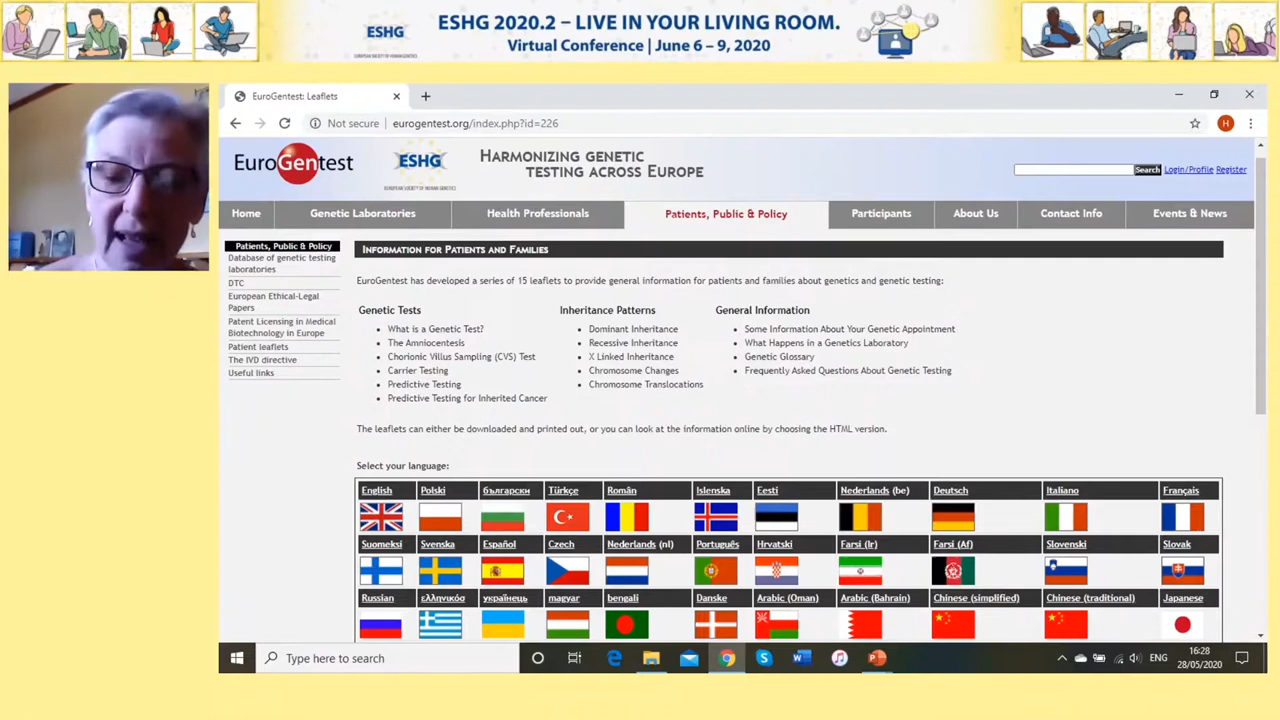 ESHG
EUROPEAN SOCIETY OF HUMAN GENETICS
ESHG 2020.2 – LIVE IN YOUR LIVING ROOM.
Virtual Conference | June 6 – 9, 2020
EuroGentest: Leaflets
Not secure | eurogentest.org/index.php?id=226
H
EuroGentest
ESHG
EUROPEAN SOCIETY OF HUMAN GENETICS
HARMONIZING GENETIC
TESTING ACROSS EUROPE
Search Login/Profile Register
Home Genetic Laboratories Health Professionals Patients, Public & Policy Participants About Us Contact Info Events & News
Patients, Public & Policy
Database of genetic testing
laboratories
DTC
European Ethical-Legal
Papers
Patent Licensing in Medical
Biotechnology in Europe
Patient leaflets
The IVD directive
Useful links
INFORMATION FOR PATIENTS AND FAMILIES
EuroGentest has developed a series of 15 leaflets to provide general information for patients and families about genetics and genetic testing:
Genetic Tests
• What is a Genetic Test?
• The Amniocentesis
• Chorionic Villus Sampling (CVS) Test
• Carrier Testing
• Predictive Testing
• Predictive Testing for Inherited Cancer
Inheritance Patterns
• Dominant Inheritance
• Recessive Inheritance
• X Linked Inheritance
• Chromosome Changes
• Chromosome Translocations
General Information
• Some Information About Your Genetic Appointment
• What Happens in a Genetics Laboratory
• Genetic Glossary
• Frequently Asked Questions About Genetic Testing
The leaflets can either be downloaded and printed out, or you can look at the information online by choosing the HTML version.
Select your language:
English Polski български Türkçe Român Islenska Eesti Nederlands (be) Deutsch Italiano Français
Suomeksi Svenska Español Czech Nederlands (nl) Português Hrvatski Farsi (Ir) Farsi (Af) Slovenski Slovak
Russian ελληνικόσ українець magyar bengali Danske Arabic (Oman) Arabic (Bahrain) Chinese (simplified) Chinese (traditional) Japanese
Type here to search
ENG
16:28
28/05/2020